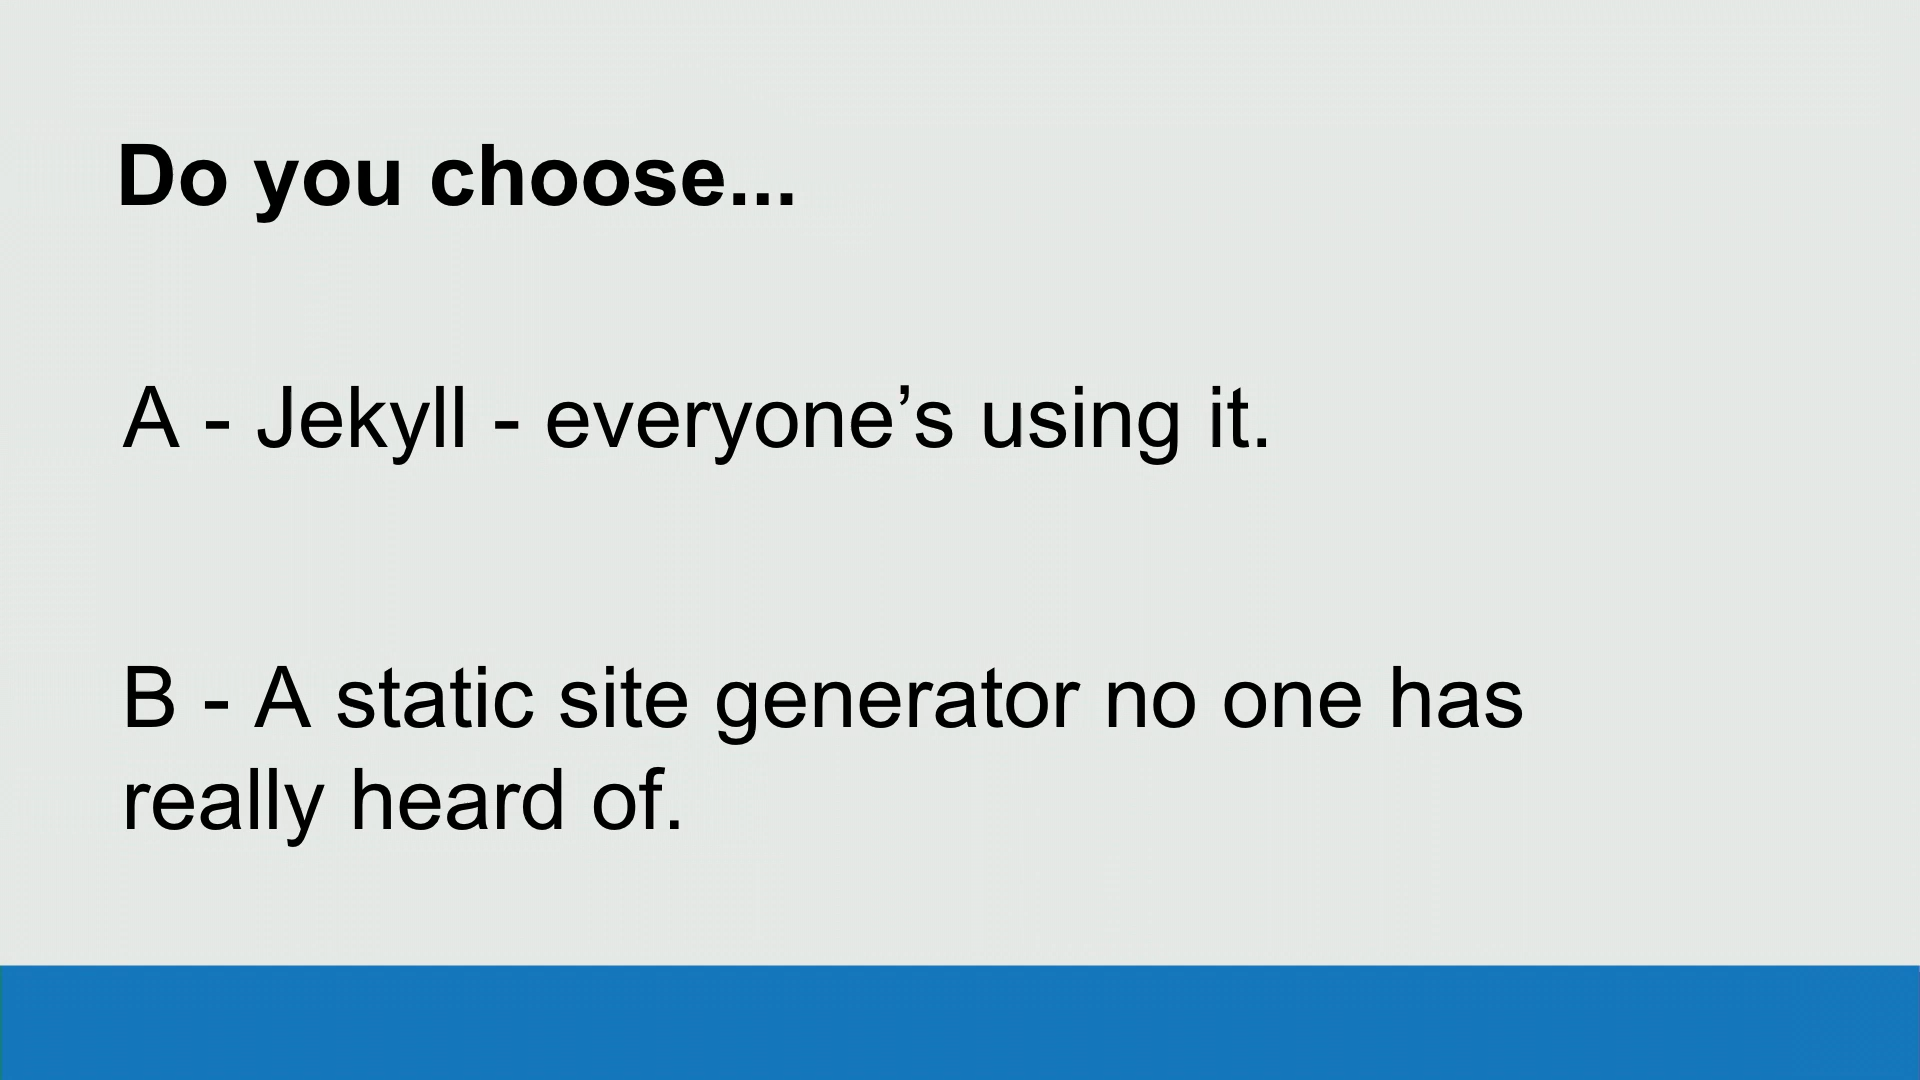 Do you choose...
A - Jekyll - everyone’s using it.
B - A static site generator no one has
really heard of.